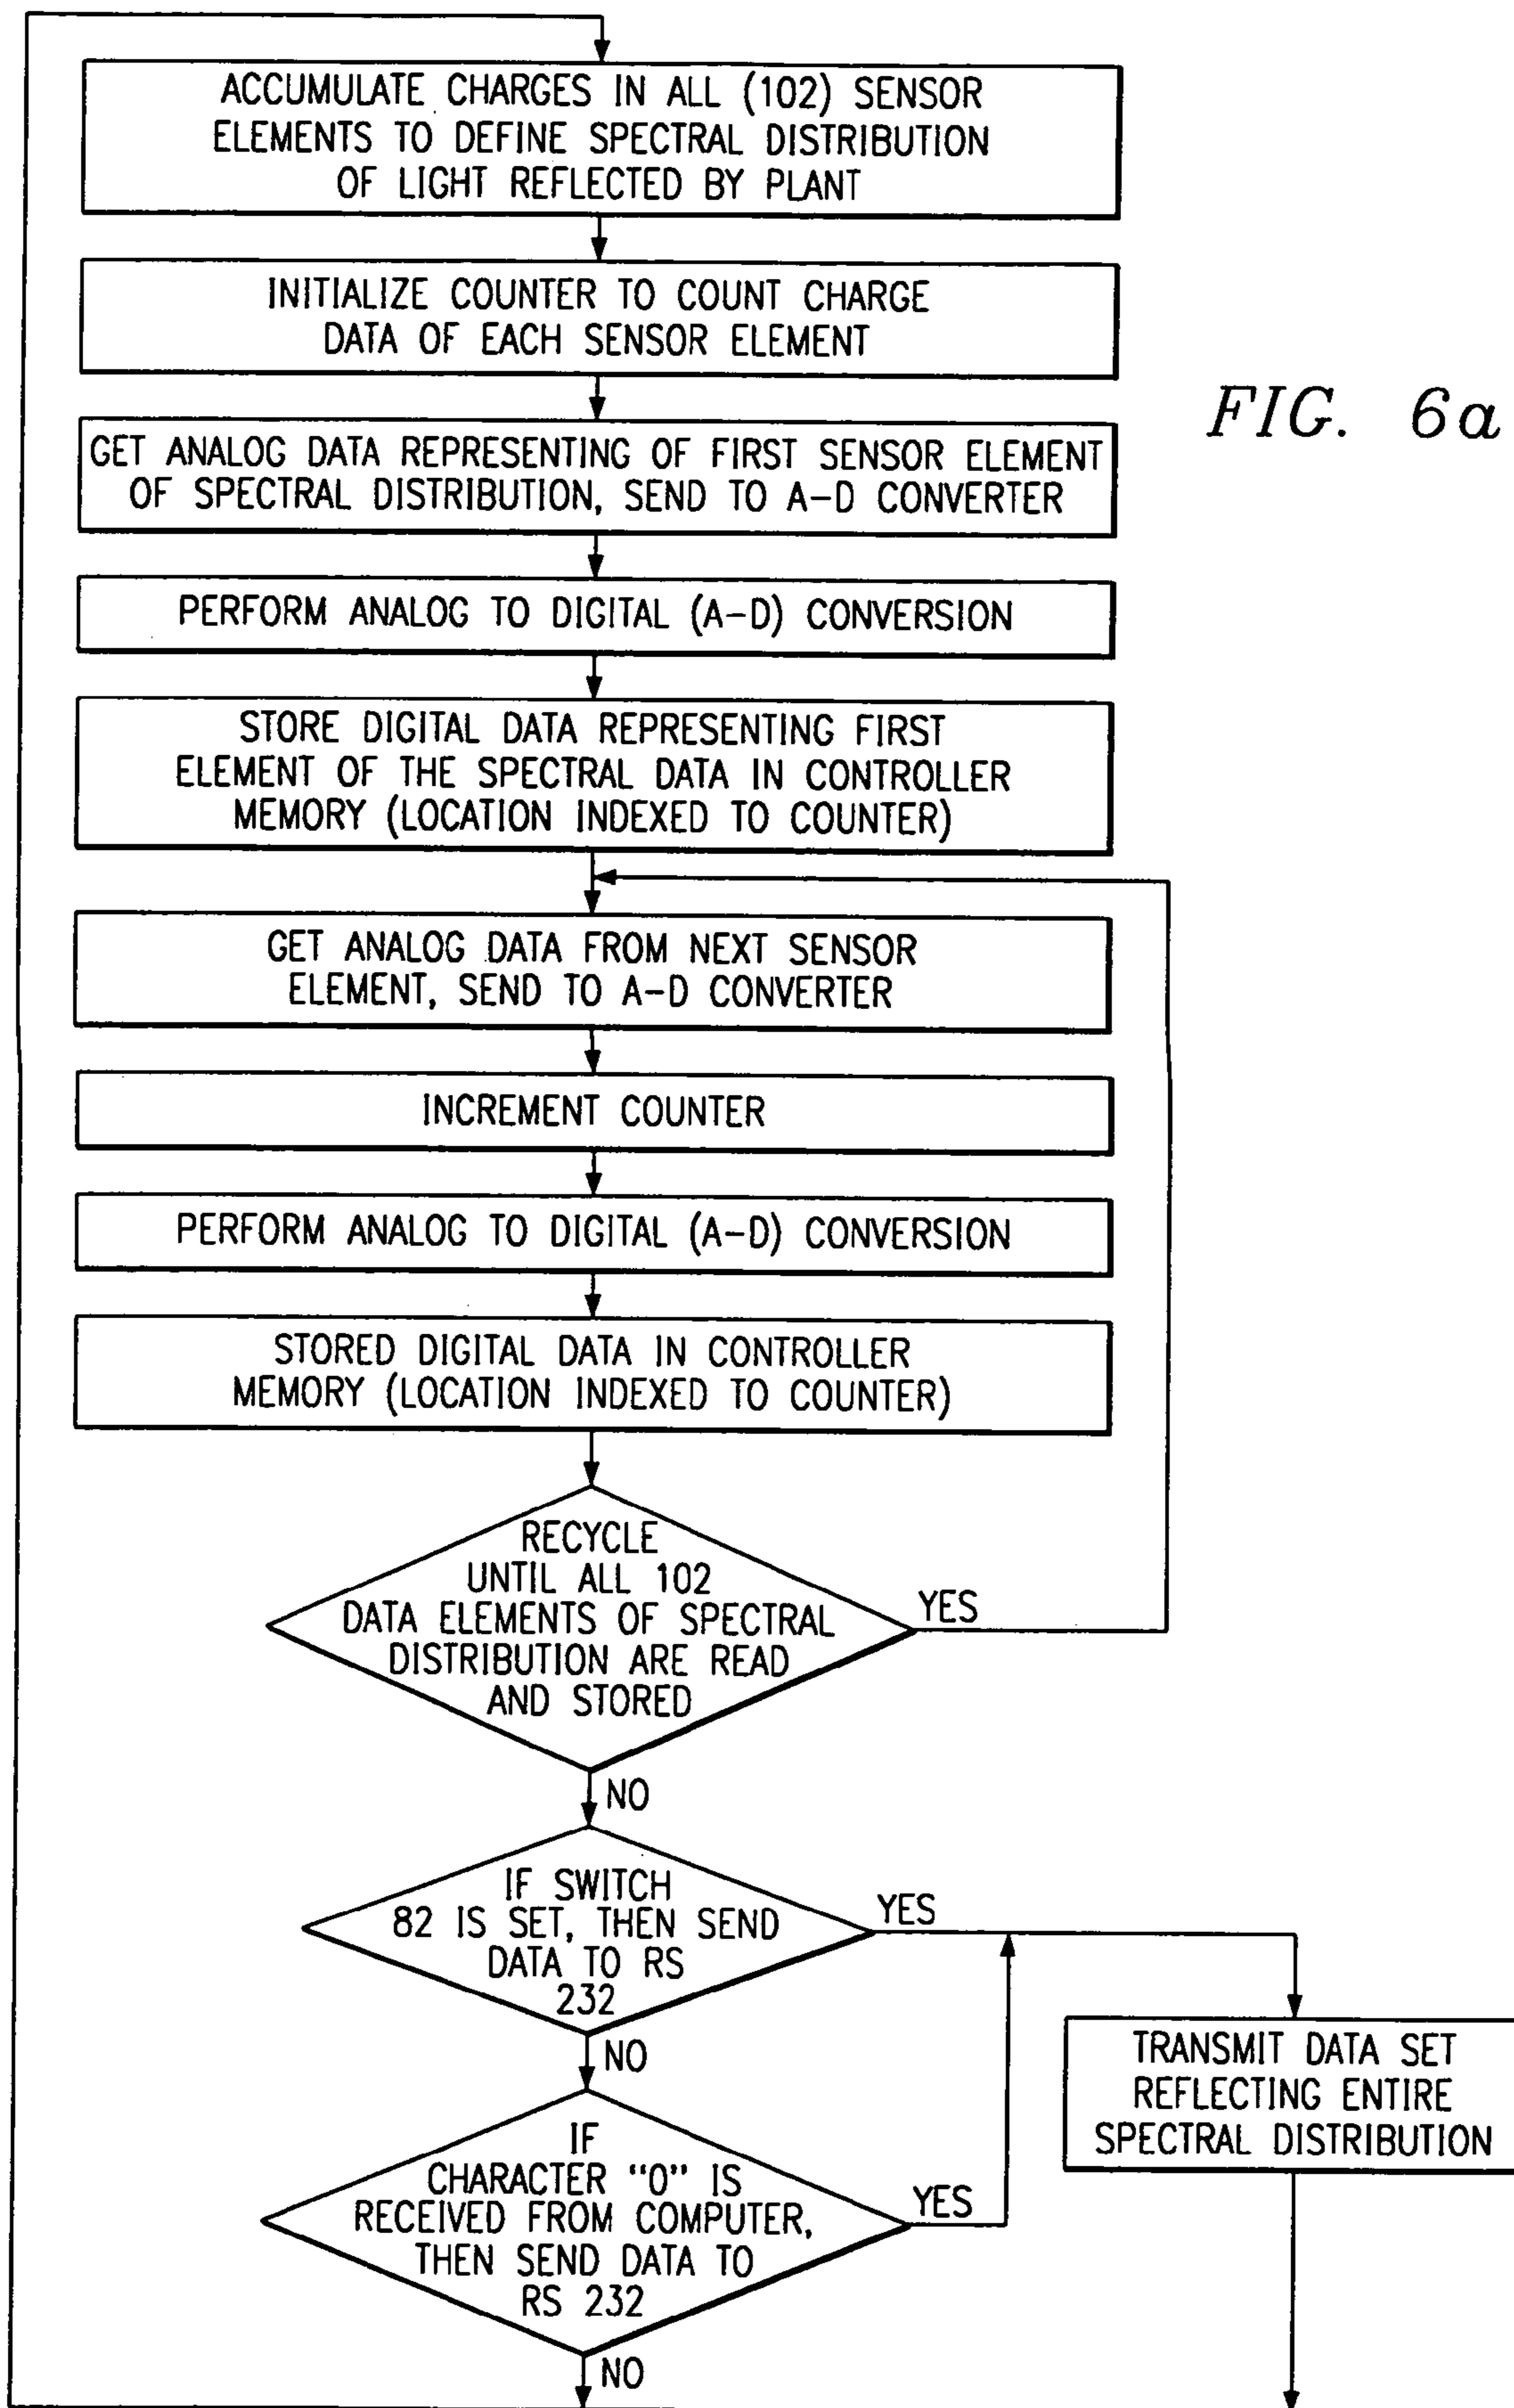 ACCUMULATE CHARGES IN ALL (102) SENSOR
ELEMENTS TO DEFINE SPECTRAL DISTRIBUTION
OF LIGHT REFLECTED BY PLANT
INITIALIZE COUNTER TO COUNT CHARGE
DATA OF EACH SENSOR ELEMENT
FIG. 6a
GET ANALOG DATA REPRESENTING OF FIRST SENSOR ELEMENT
OF SPECTRAL DISTRIBUTION, SEND TO A-D CONVERTER
PERFORM ANALOG TO DIGITAL (A-D) CONVERSION
STORE DIGITAL DATA REPRESENTING FIRST
ELEMENT OF THE SPECTRAL DATA IN CONTROLLER
MEMORY (LOCATION INDEXED TO COUNTER)
GET ANALOG DATA FROM NEXT SENSOR
ELEMENT, SEND TO A-D CONVERTER
INCREMENT COUNTER
PERFORM ANALOG TO DIGITAL (A-D) CONVERSION
STORED DIGITAL DATA IN CONTROLLER
MEMORY (LOCATION INDEXED TO COUNTER)
RECYCLE
UNTIL ALL 102
DATA ELEMENTS OF SPECTRAL
DISTRIBUTION ARE READ
AND STORED
YES
NO
IF SWITCH
82 IS SET, THEN SEND
DATA TO RS
232
YES
NO
TRANSMIT DATA SET
REFLECTING ENTIRE
SPECTRAL DISTRIBUTION
IF
CHARACTER "0" IS
RECEIVED FROM COMPUTER,
THEN SEND DATA TO
RS 232
YES
NO